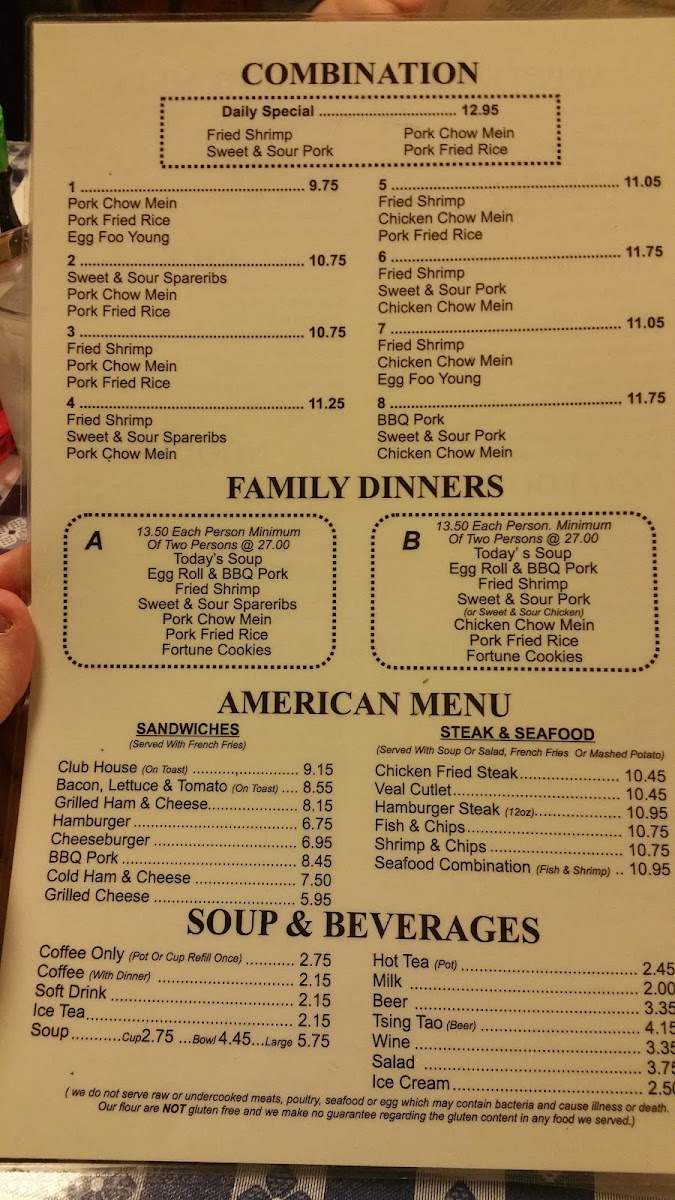 COMBINATION
Daily Special .............................. 12.95
Fried Shrimp
Sweet & Sour Pork
Pork Chow Mein
Pork Fried Rice
1 ................................................ 9.75
Pork Chow Mein
Pork Fried Rice
Egg Foo Young
2 ................................................ 10.75
Sweet & Sour Spareribs
Pork Chow Mein
Pork Fried Rice
3 ................................................ 10.75
Fried Shrimp
Pork Chow Mein
Pork Fried Rice
4 ................................................ 11.25
Fried Shrimp
Sweet & Sour Spareribs
Pork Chow Mein
5 ................................................ 11.05
Fried Shrimp
Chicken Chow Mein
Pork Fried Rice
6 ................................................ 11.75
Fried Shrimp
Sweet & Sour Pork
Chicken Chow Mein
7 ................................................ 11.05
Fried Shrimp
Chicken Chow Mein
Egg Foo Young
8 ................................................ 11.75
BBQ Pork
Sweet & Sour Pork
Chicken Chow Mein
FAMILY DINNERS
A
13.50 Each Person Minimum
Of Two Persons @ 27.00
Today's Soup
Egg Roll & BBQ Pork
Fried Shrimp
Sweet & Sour Spareribs
Pork Chow Mein
Pork Fried Rice
Fortune Cookies
B
13.50 Each Person. Minimum
Of Two Persons @ 27.00
Today' s Soup
Egg Roll & BBQ Pork
Fried Shrimp
Sweet & Sour Pork
(or Sweet & Sour Chicken)
Chicken Chow Mein
Pork Fried Rice
Fortune Cookies
AMERICAN MENU
SANDWICHES
(Served With French Fries)
Club House (On Toast) ........................ 9.15
Bacon, Lettuce & Tomato (On Toast) .... 8.55
Grilled Ham & Cheese.................... 8.15
Hamburger .................................... 6.75
Cheeseburger ................................ 6.95
BBQ Pork ...................................... 8.45
Cold Ham & Cheese ...................... 7.50
Grilled Cheese ............................... 5.95
STEAK & SEAFOOD
(Served With Soup Or Salad, French Fries Or Mashed Potato)
Chicken Fried Steak...................... 10.45
Veal Cutlet..................................... 10.45
Hamburger Steak (12oz)................... 10.95
Fish & Chips.................................. 10.75
Shrimp & Chips ............................. 10.75
Seafood Combination (Fish & Shrimp) .. 10.95
SOUP & BEVERAGES
Coffee Only (Pot Or Cup Refill Once) .......... 2.75
Coffee (With Dinner) ............................ 2.15
Soft Drink ........................................ 2.15
Ice Tea............................................ 2.15
Soup...........Cup2.75 ...Bowl 4.45...Large 5.75
Hot Tea (Pot) ..................................... 2.45
Milk ................................................ 2.00
Beer ............................................... 3.35
Tsing Tao (Beer) ................................ 4.15
Wine ............................................... 3.35
Salad .............................................. 3.75
Ice Cream ........................................ 2.50
( we do not serve raw or undercooked meats, poultry, seafood or egg which may contain bacteria and cause illness or death.
Our flour are NOT gluten free and we make no guarantee regarding the gluten content in any food we served.)